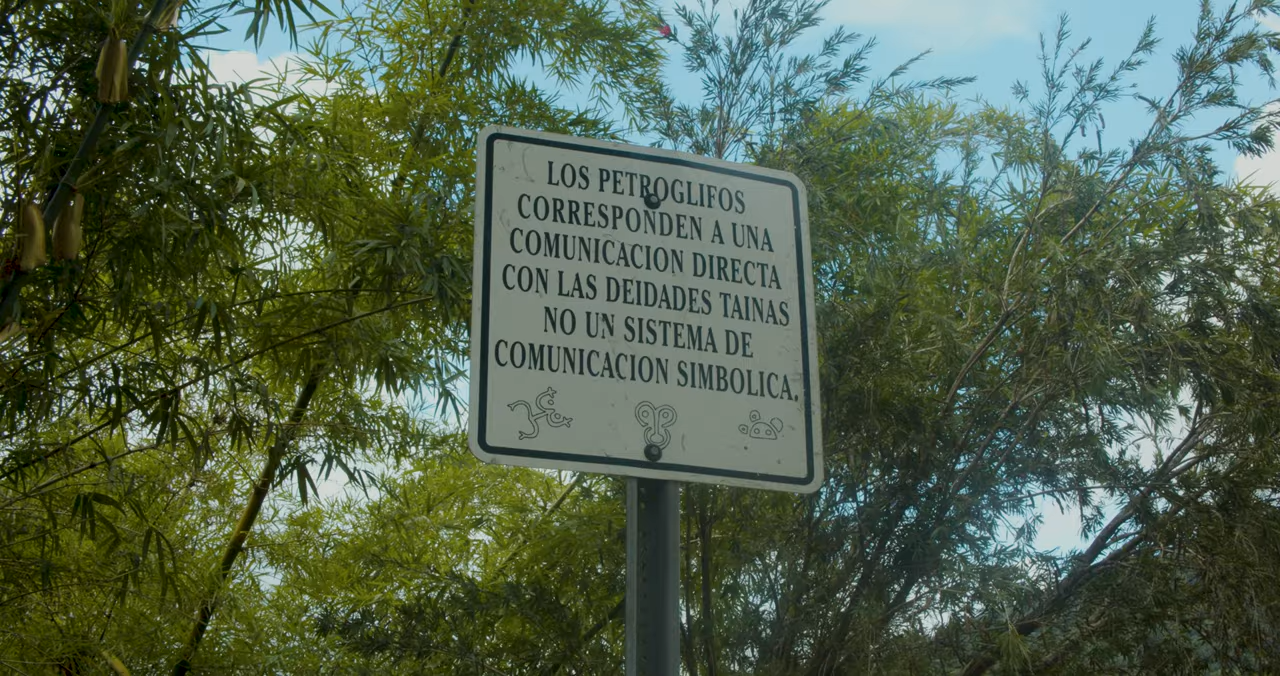 LOS PETROGLIFOS
CORRESPONDEN A UNA
COMUNICACION DIRECTA
CON LAS DEIDADES TAINAS
NO UN SISTEMA DE
COMUNICACION SIMBOLICA.